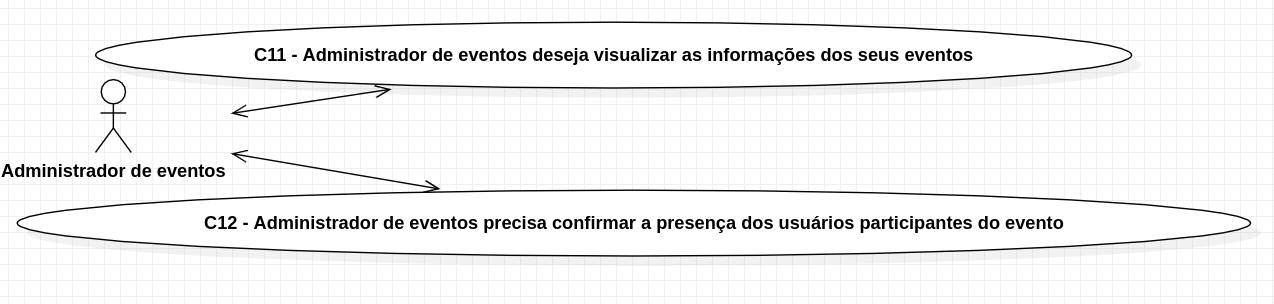 C11 - Administrador de eventos deseja visualizar as informações dos seus eventos
Administrador de eventos
C12 - Administrador de eventos precisa confirmar a presença dos usuários participantes do evento